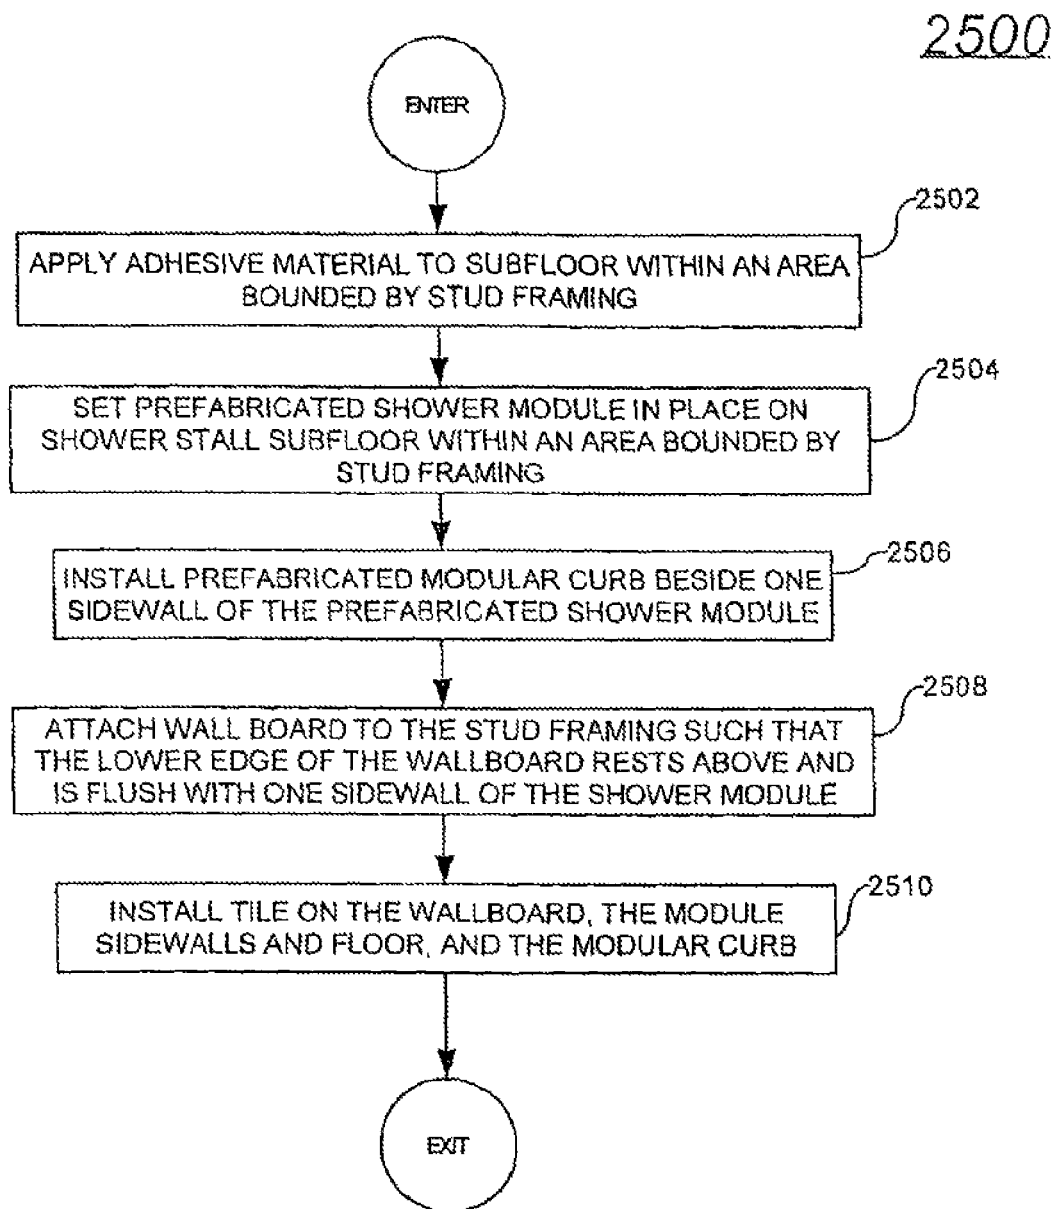 2500
ENTER
2502
APPLY ADHESIVE MATERIAL TO SUBFLOOR WITHIN AN AREA
BOUNDED BY STUD FRAMING
2504
SET PREFABRICATED SHOWER MODULE IN PLACE ON
SHOWER STALL SUBFLOOR WITHIN AN AREA BOUNDED BY
STUD FRAMING
2506
INSTALL PREFABRICATED MODULAR CURB BESIDE ONE
SIDEWALL OF THE PREFABRICATED SHOWER MODULE
2508
ATTACH WALL BOARD TO THE STUD FRAMING SUCH THAT
THE LOWER EDGE OF THE WALLBOARD RESTS ABOVE AND
IS FLUSH WITH ONE SIDEWALL OF THE SHOWER MODULE
2510
INSTALL TILE ON THE WALLBOARD, THE MODULE
SIDEWALLS AND FLOOR, AND THE MODULAR CURB
EXIT